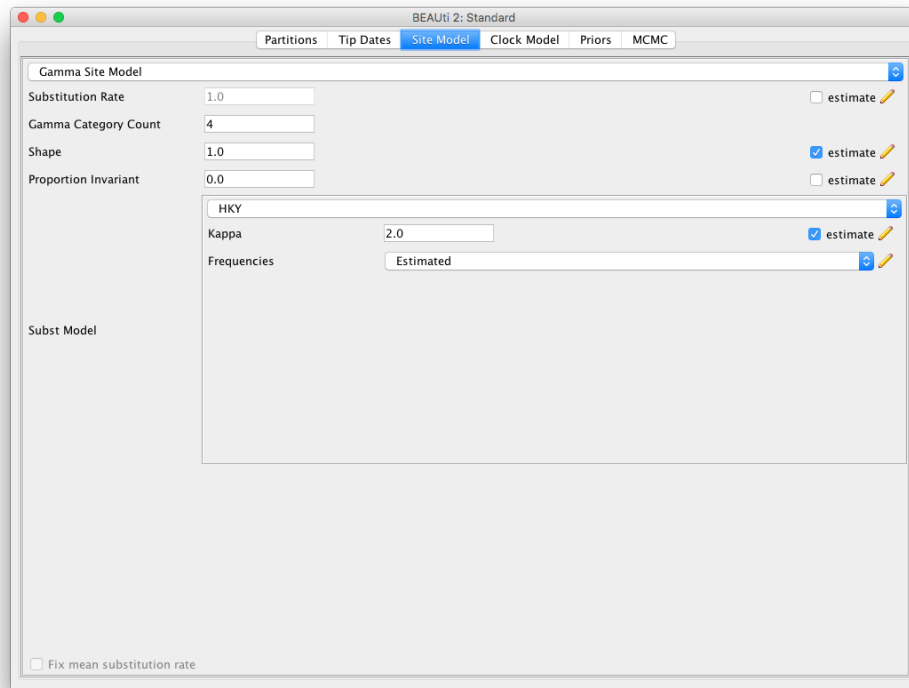 BEAUti 2: Standard
Partitions Tip Dates Site Model Clock Model Priors MCMC
Gamma Site Model
Substitution Rate 1.0 estimate
Gamma Category Count 4
Shape 1.0 estimate
Proportion Invariant 0.0 estimate
HKY
Kappa 2.0 estimate
Frequencies Estimated
Subst Model
Fix mean substitution rate